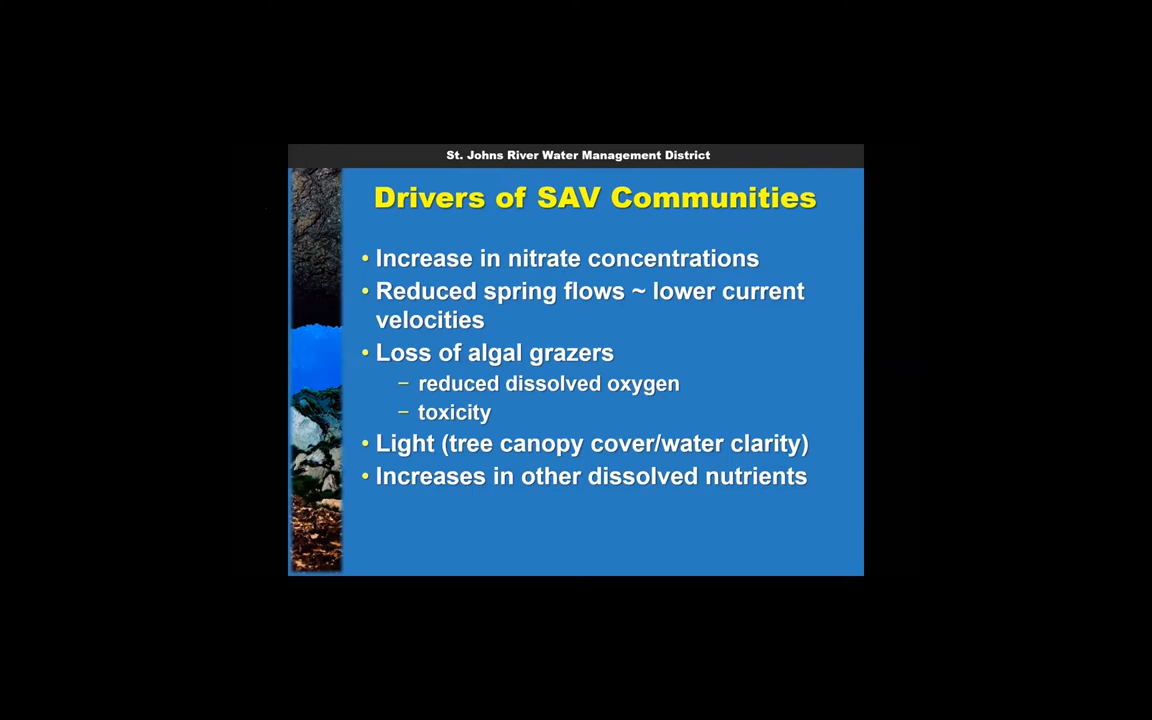 St. Johns River Water Management District
Drivers of SAV Communities
• Increase in nitrate concentrations
• Reduced spring flows ~ lower current
velocities
• Loss of algal grazers
– reduced dissolved oxygen
– toxicity
• Light (tree canopy cover/water clarity)
• Increases in other dissolved nutrients